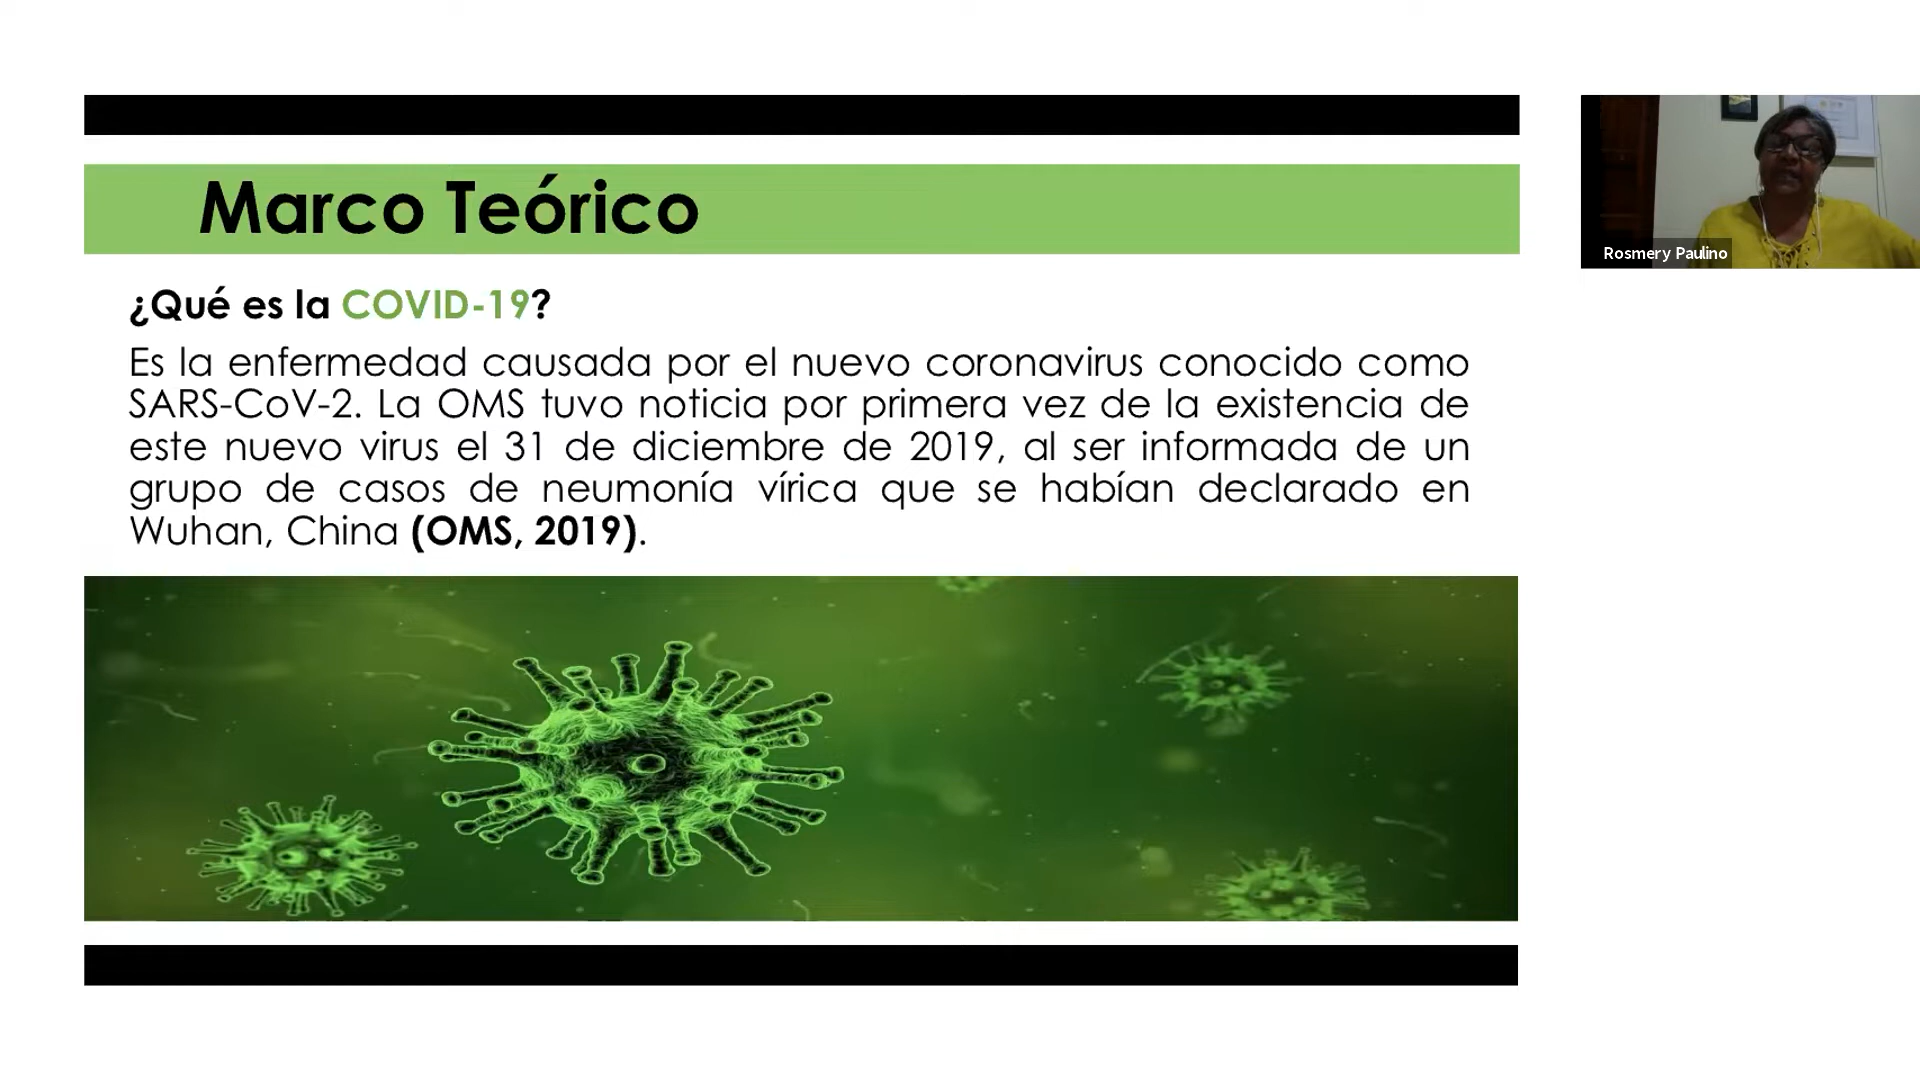 Marco Teórico
¿Qué es la COVID-19?
Es la enfermedad causada por el nuevo coronavirus conocido como
SARS-CoV-2. La OMS tuvo noticia por primera vez de la existencia de
este nuevo virus el 31 de diciembre de 2019, al ser informada de un
grupo de casos de neumonía vírica que se habían declarado en
Wuhan, China (OMS, 2019).
Rosmery Paulino